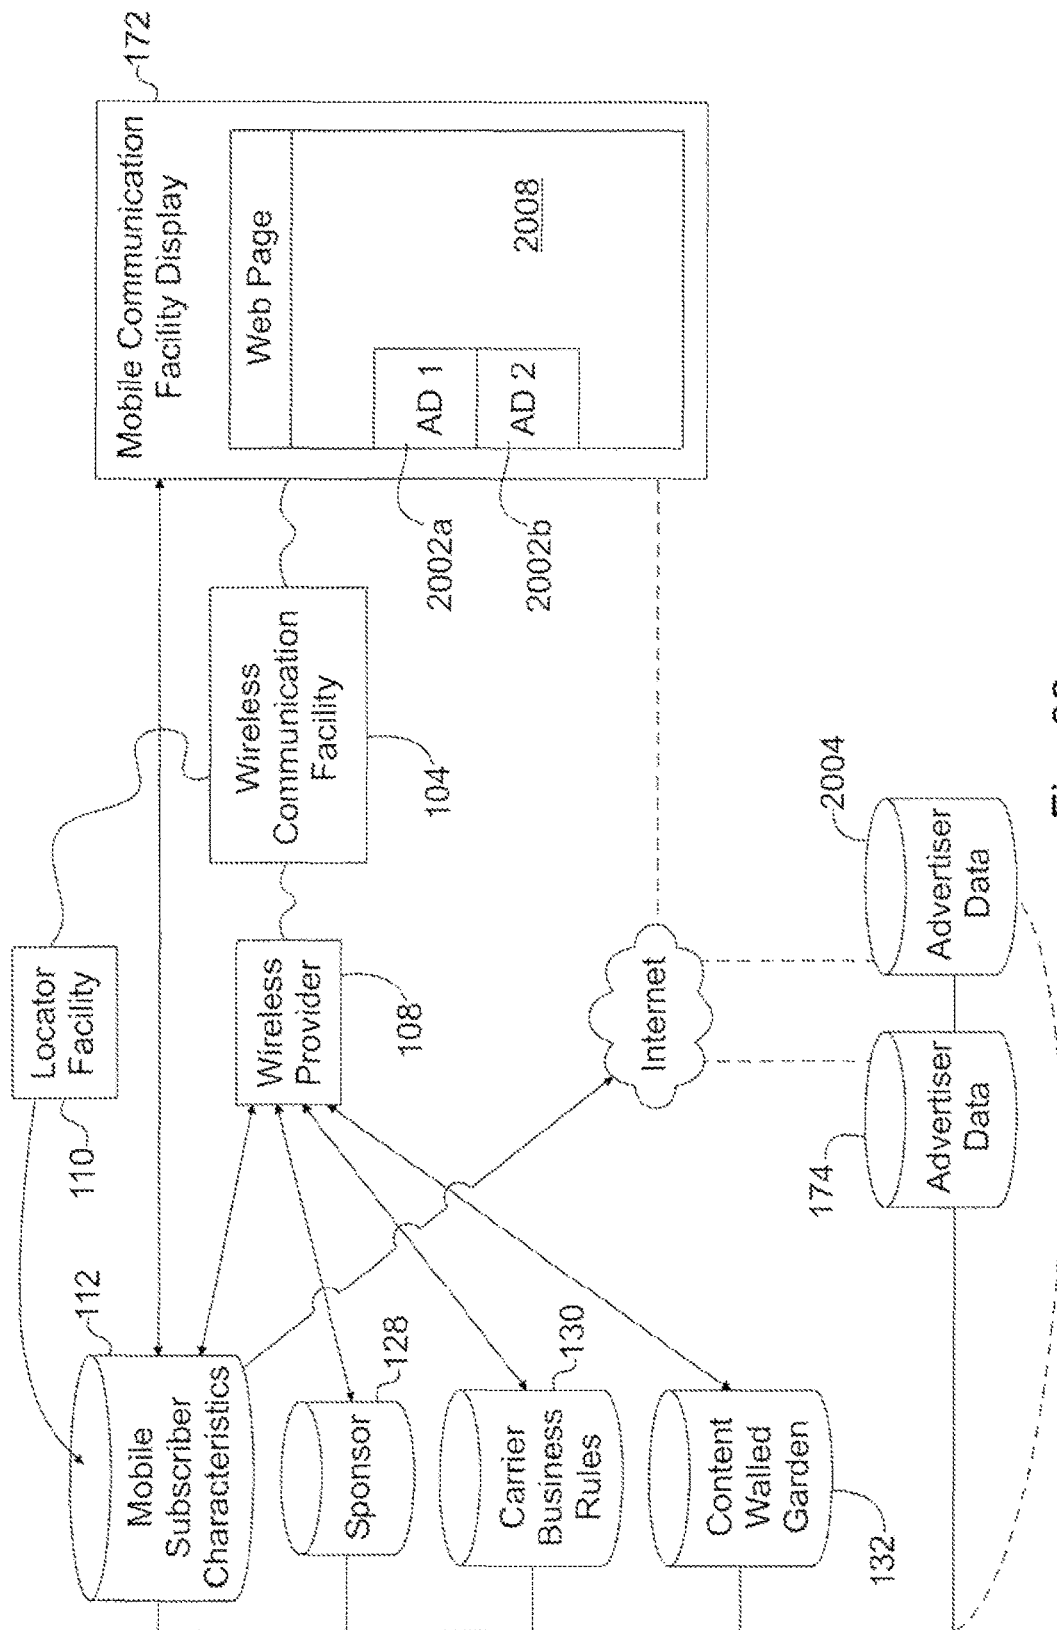 Locator
Facility
110
112
Mobile
Subscriber
Characteristics
Sponsor
128
Carrier
Business
Rules
130
Content
Walled
Garden
132
Wireless
Provider
108
Wireless
Communication
Facility
104
Mobile Communication
Facility Display
172
Web Page
AD 1
AD 2
2008
2002a
2002b
Internet
Advertiser
Data
174
Advertiser
Data
2004